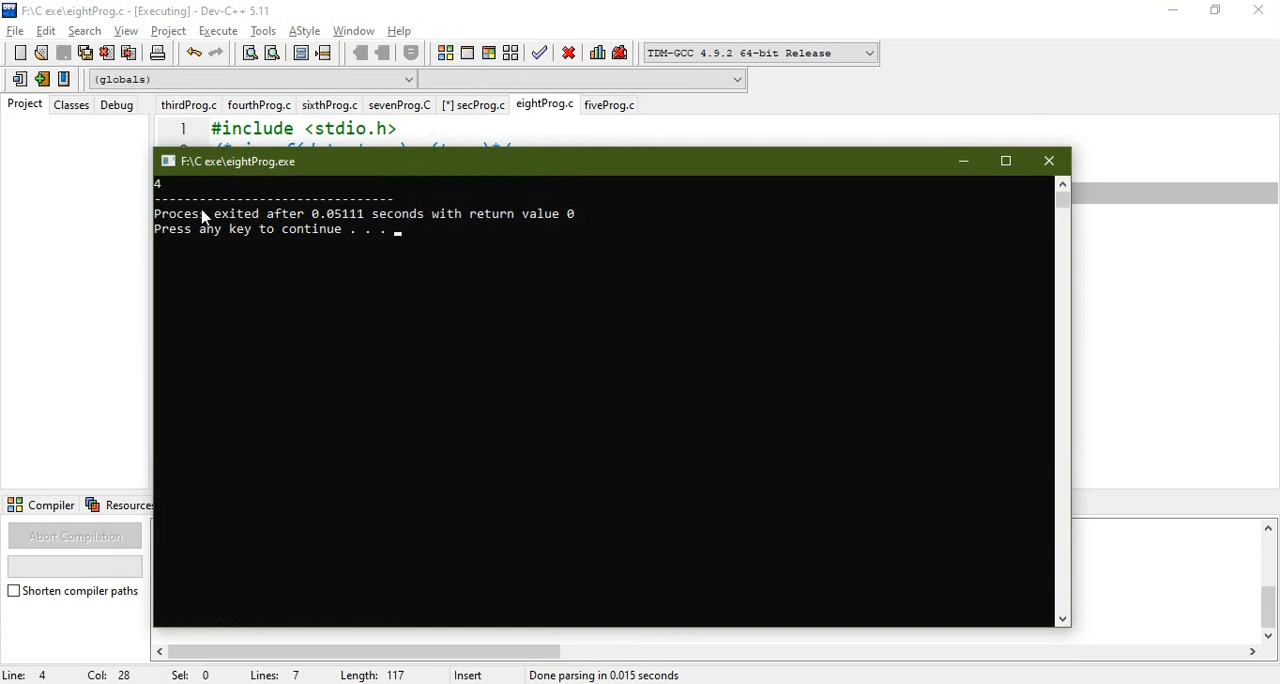 F:\C exe\eightProg.c - [Executing] - Dev-C++ 5.11
File Edit Search View Project Execute Tools AStyle Window Help
TDM-GCC 4.9.2 64-bit Release
(globals)
Project Classes Debug thirdProg.c fourthProg.c sixthProg.c sevenProg.C [*] secProg.c eightProg.c fiveProg.c
1 #include <stdio.h>
F:\C exe\eightProg.exe
4
--------------------------------
Process exited after 0.05111 seconds with return value 0
Press any key to continue . . .
Compiler Resources
Abort Compilation
Shorten compiler paths
Line: 4 Col: 28 Sel: 0 Lines: 7 Length: 117 Insert Done parsing in 0.015 seconds